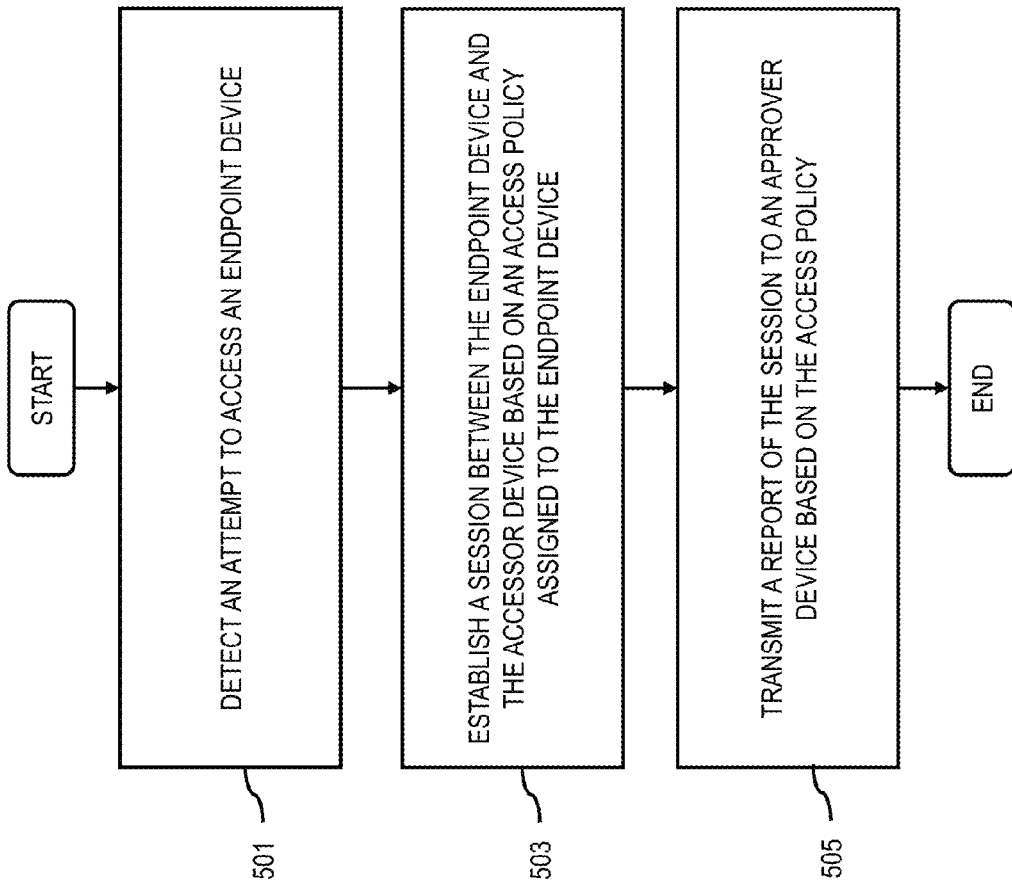 START
DETECT AN ATTEMPT TO ACCESS AN ENDPOINT DEVICE
501
ESTABLISH A SESSION BETWEEN THE ENDPOINT DEVICE AND
THE ACCESSOR DEVICE BASED ON AN ACCESS POLICY
ASSIGNED TO THE ENDPOINT DEVICE
503
TRANSMIT A REPORT OF THE SESSION TO AN APPROVER
DEVICE BASED ON THE ACCESS POLICY
505
END